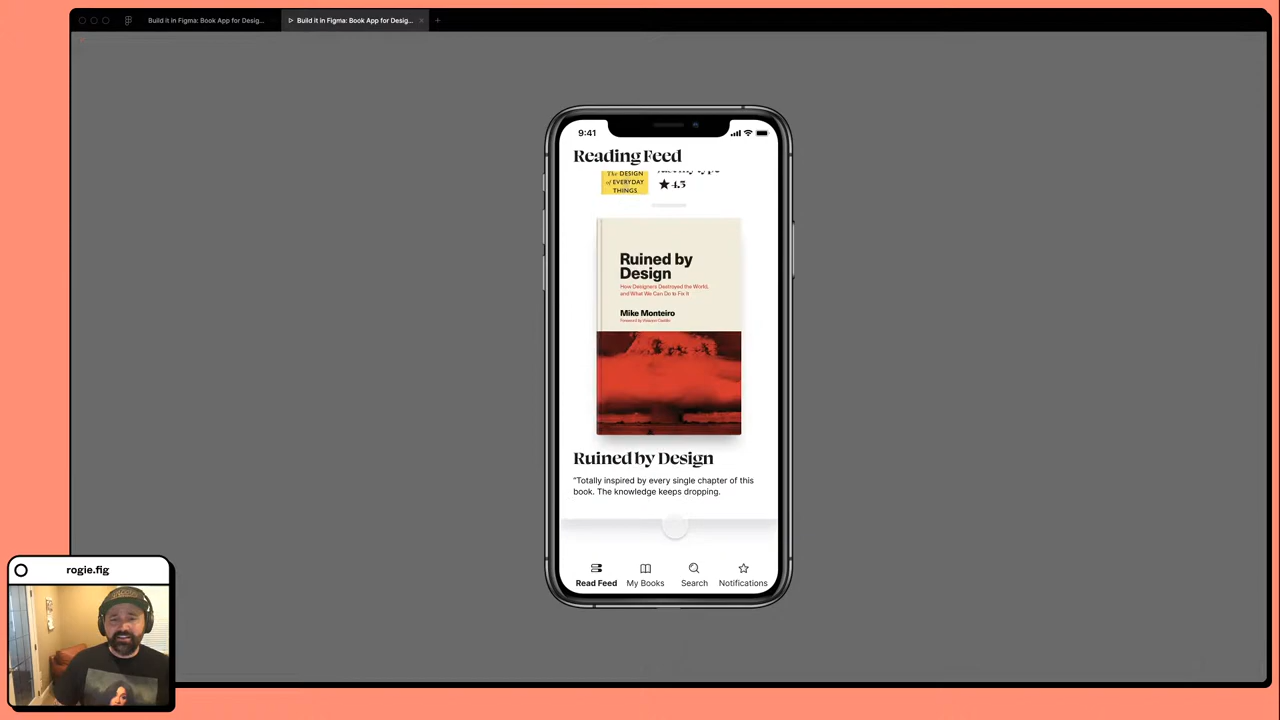 Build it in Figma: Book App for Desig...
Build it in Figma: Book App for Desig...
9:41
Reading Feed
The DESIGN
of EVERYDAY
THINGS
4.5
Ruined by
Design
How Designers Destroyed the World,
and What We Can Do to Fix It
Mike Monteiro
Foreword by
Ruined by Design
"Totally inspired by every single chapter of this
book. The knowledge keeps dropping.
Read Feed
My Books
Search
Notifications
rogie.fig